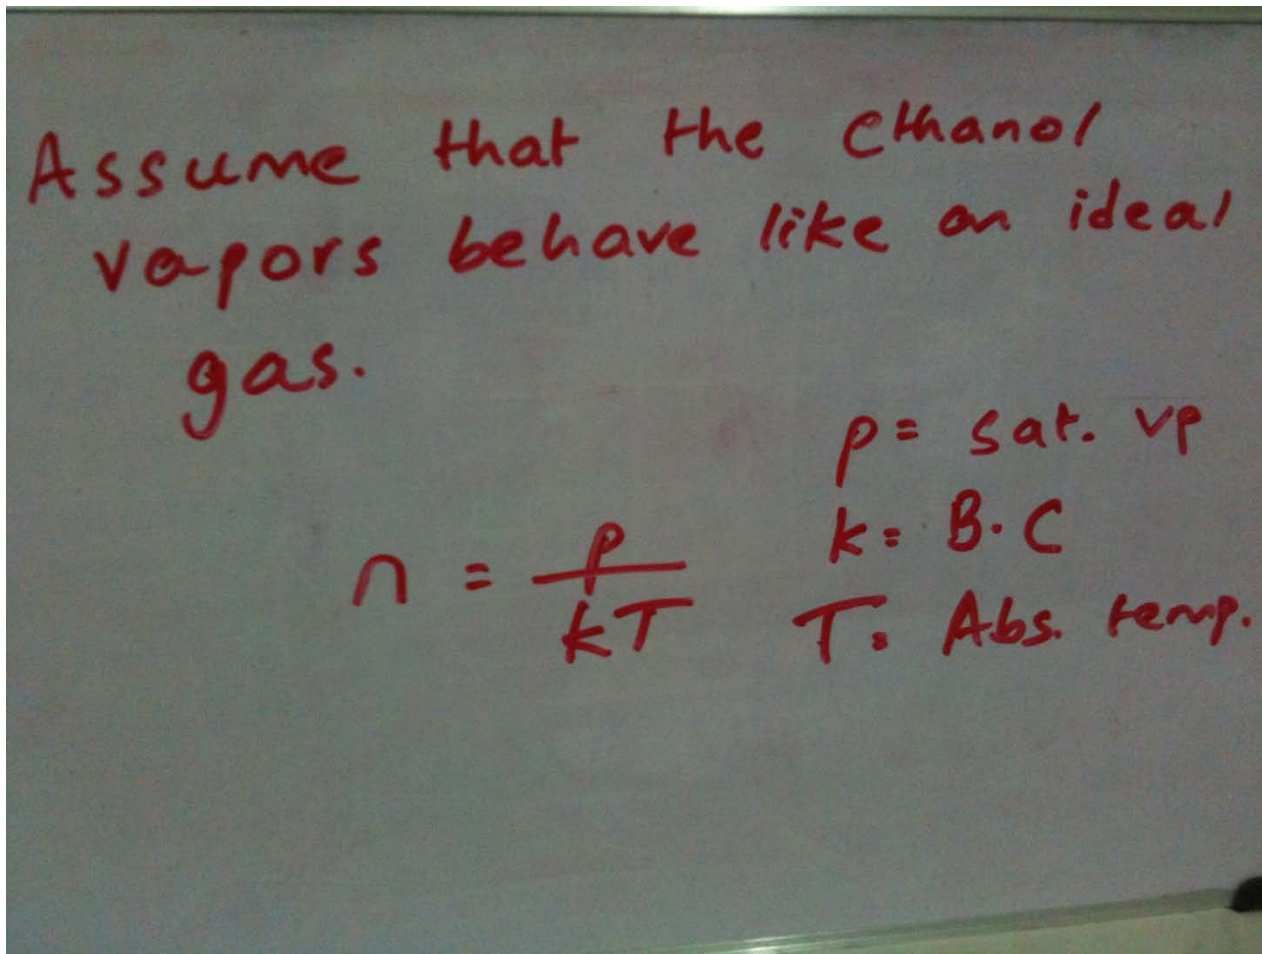 Assume that the ethanol
vapors behave like an ideal
gas.
p = sat. vp
k = B.C
n = p / kT
T = Abs. temp.